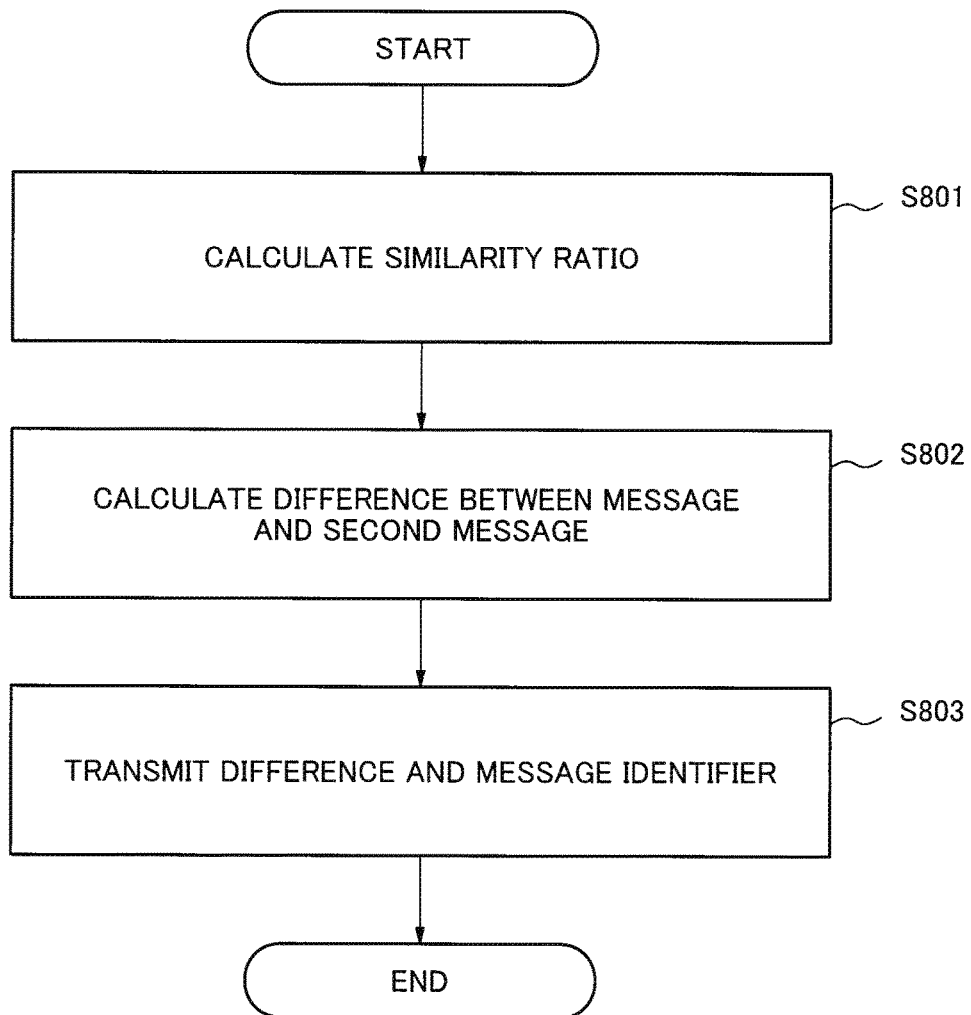 START
S801
CALCULATE SIMILARITY RATIO
S802
CALCULATE DIFFERENCE BETWEEN MESSAGE
AND SECOND MESSAGE
S803
TRANSMIT DIFFERENCE AND MESSAGE IDENTIFIER
END